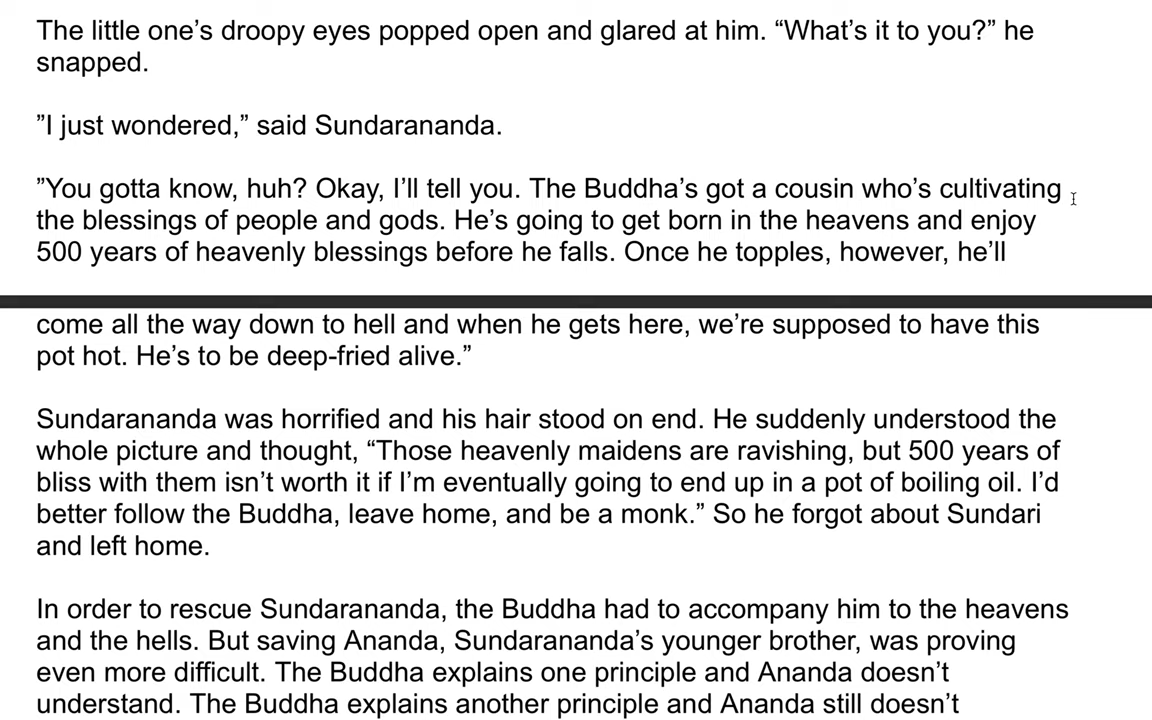 The little one’s droopy eyes popped open and glared at him. “What’s it to you?” he
snapped.
”I just wondered,” said Sundarananda.
”You gotta know, huh? Okay, I’ll tell you. The Buddha’s got a cousin who’s cultivating
the blessings of people and gods. He’s going to get born in the heavens and enjoy
500 years of heavenly blessings before he falls. Once he topples, however, he’ll
come all the way down to hell and when he gets here, we’re supposed to have this
pot hot. He’s to be deep-fried alive.”
Sundarananda was horrified and his hair stood on end. He suddenly understood the
whole picture and thought, “Those heavenly maidens are ravishing, but 500 years of
bliss with them isn’t worth it if I’m eventually going to end up in a pot of boiling oil. I’d
better follow the Buddha, leave home, and be a monk.” So he forgot about Sundari
and left home.
In order to rescue Sundarananda, the Buddha had to accompany him to the heavens
and the hells. But saving Ananda, Sundarananda’s younger brother, was proving
even more difficult. The Buddha explains one principle and Ananda doesn’t
understand. The Buddha explains another principle and Ananda still doesn’t